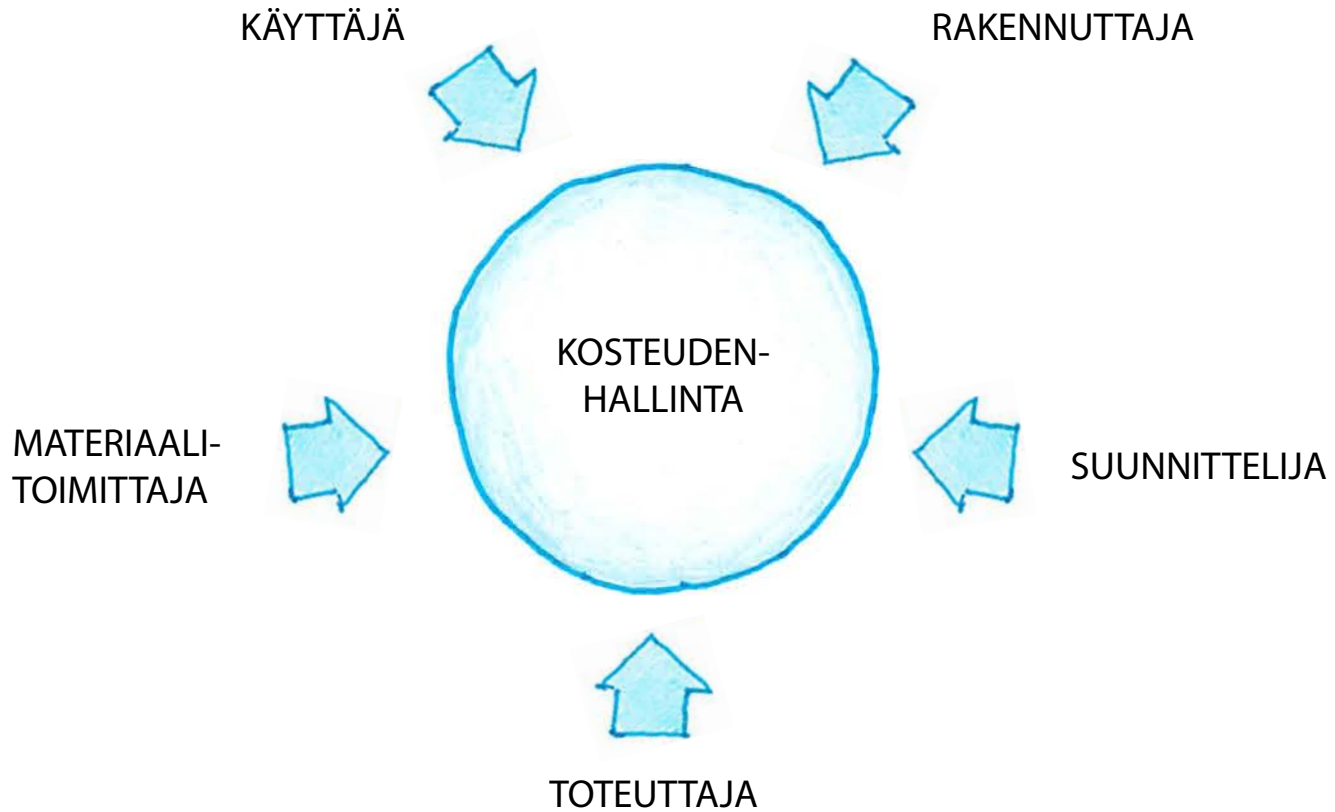 KÄYTTÄJÄ
RAKENNUTTAJA
KOSTEUDEN-
HALLINTA
MATERIAALI-
TOIMITTAJA
SUUNNITTELIJA
TOTEUTTAJA